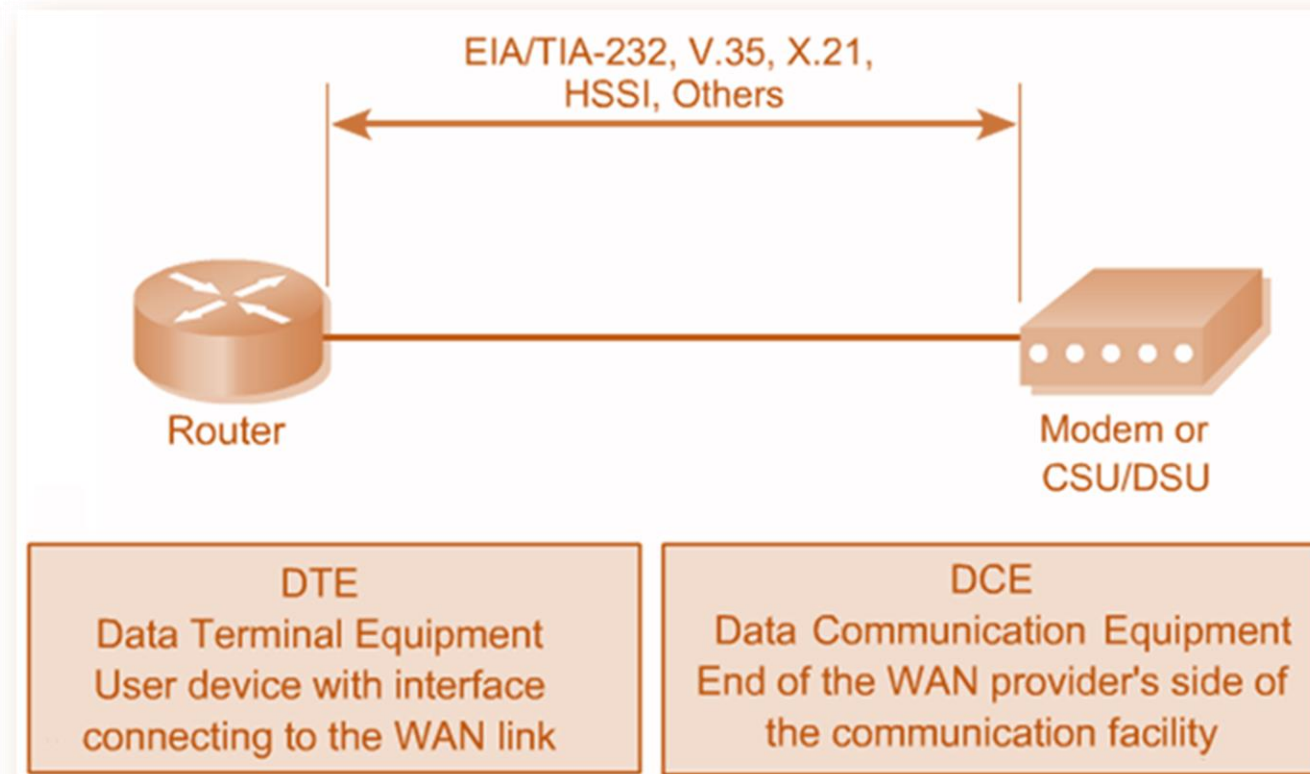 EIA/TIA-232, V.35, X.21,
HSSI, Others
Router
Modem or
CSU/DSU
DTE
Data Terminal Equipment
User device with interface
connecting to the WAN link
DCE
Data Communication Equipment
End of the WAN provider's side of
the communication facility